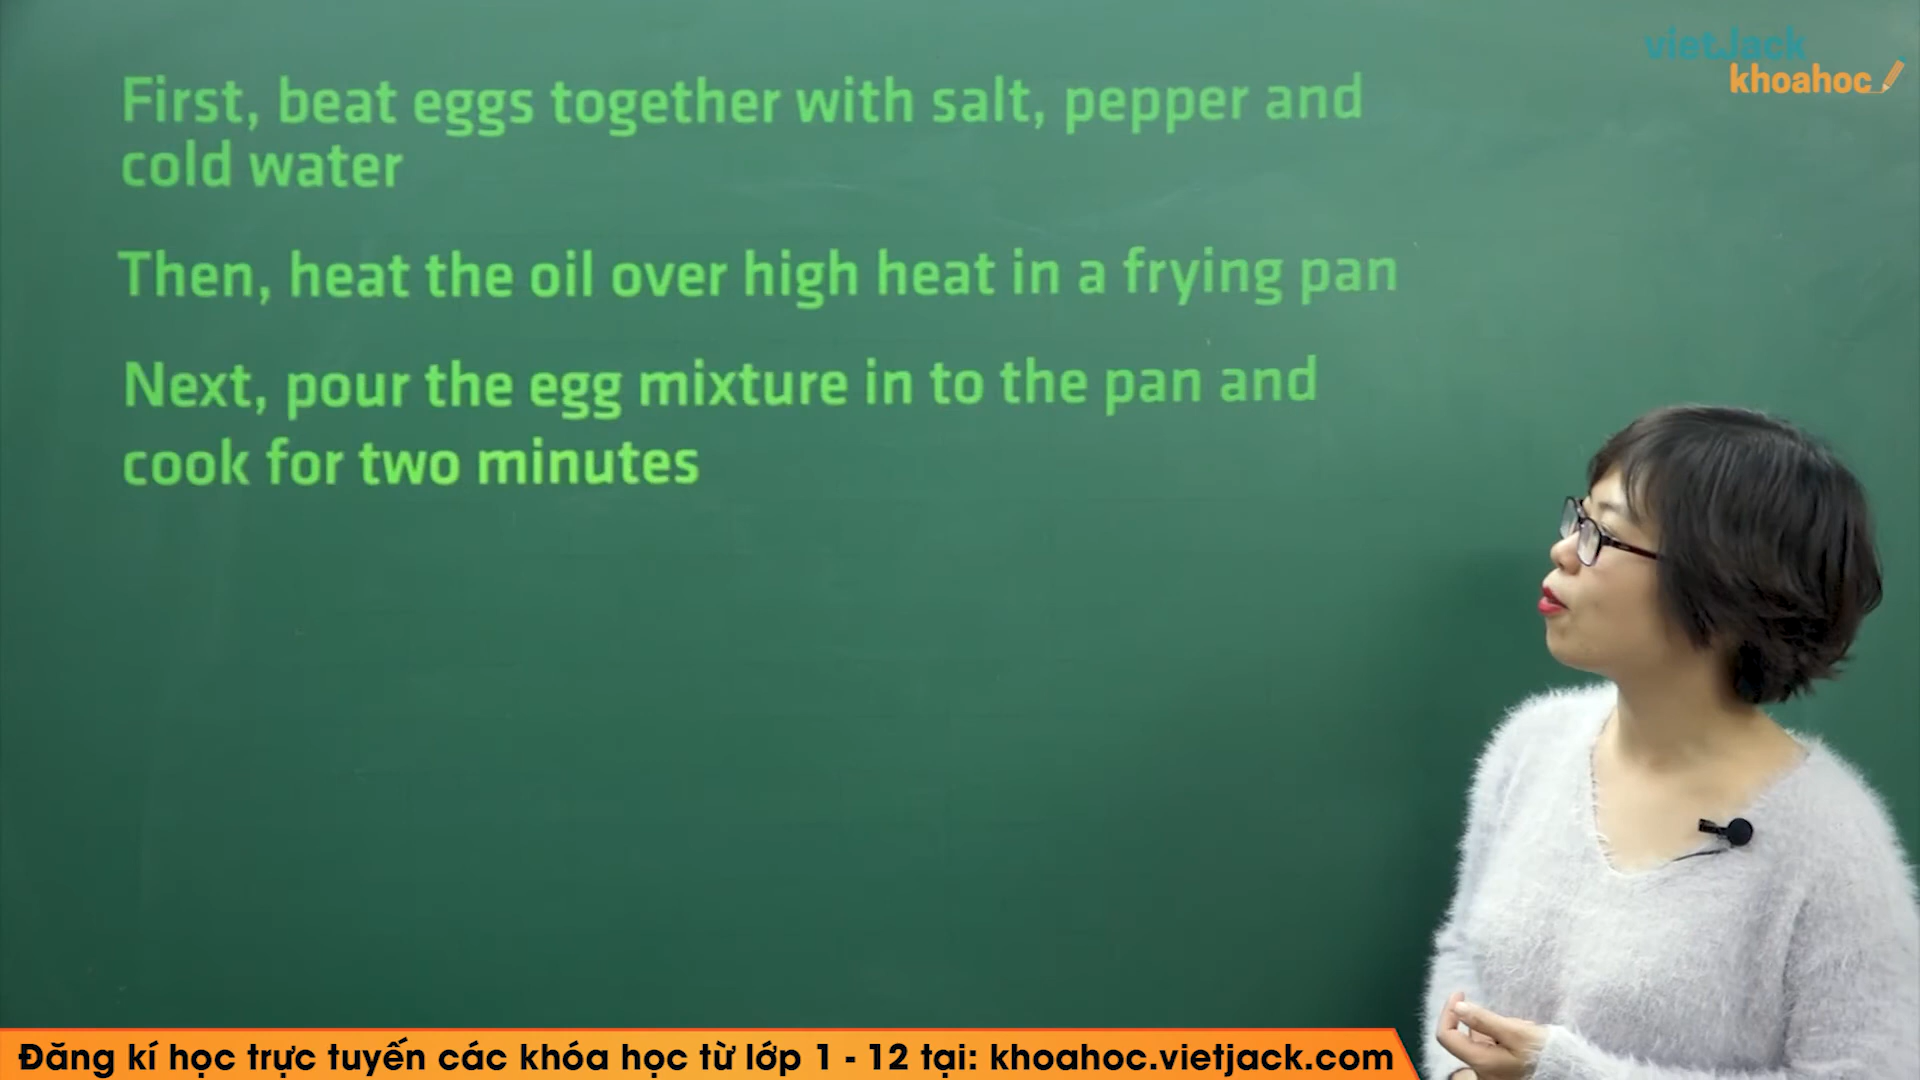 vietJack
khoahoc
First, beat eggs together with salt, pepper and
cold water
Then, heat the oil over high heat in a frying pan
Next, pour the egg mixture in to the pan and
cook for two minutes
Đăng kí học trực tuyến các khóa học từ lớp 1 - 12 tại: khoahoc.vietjack.com